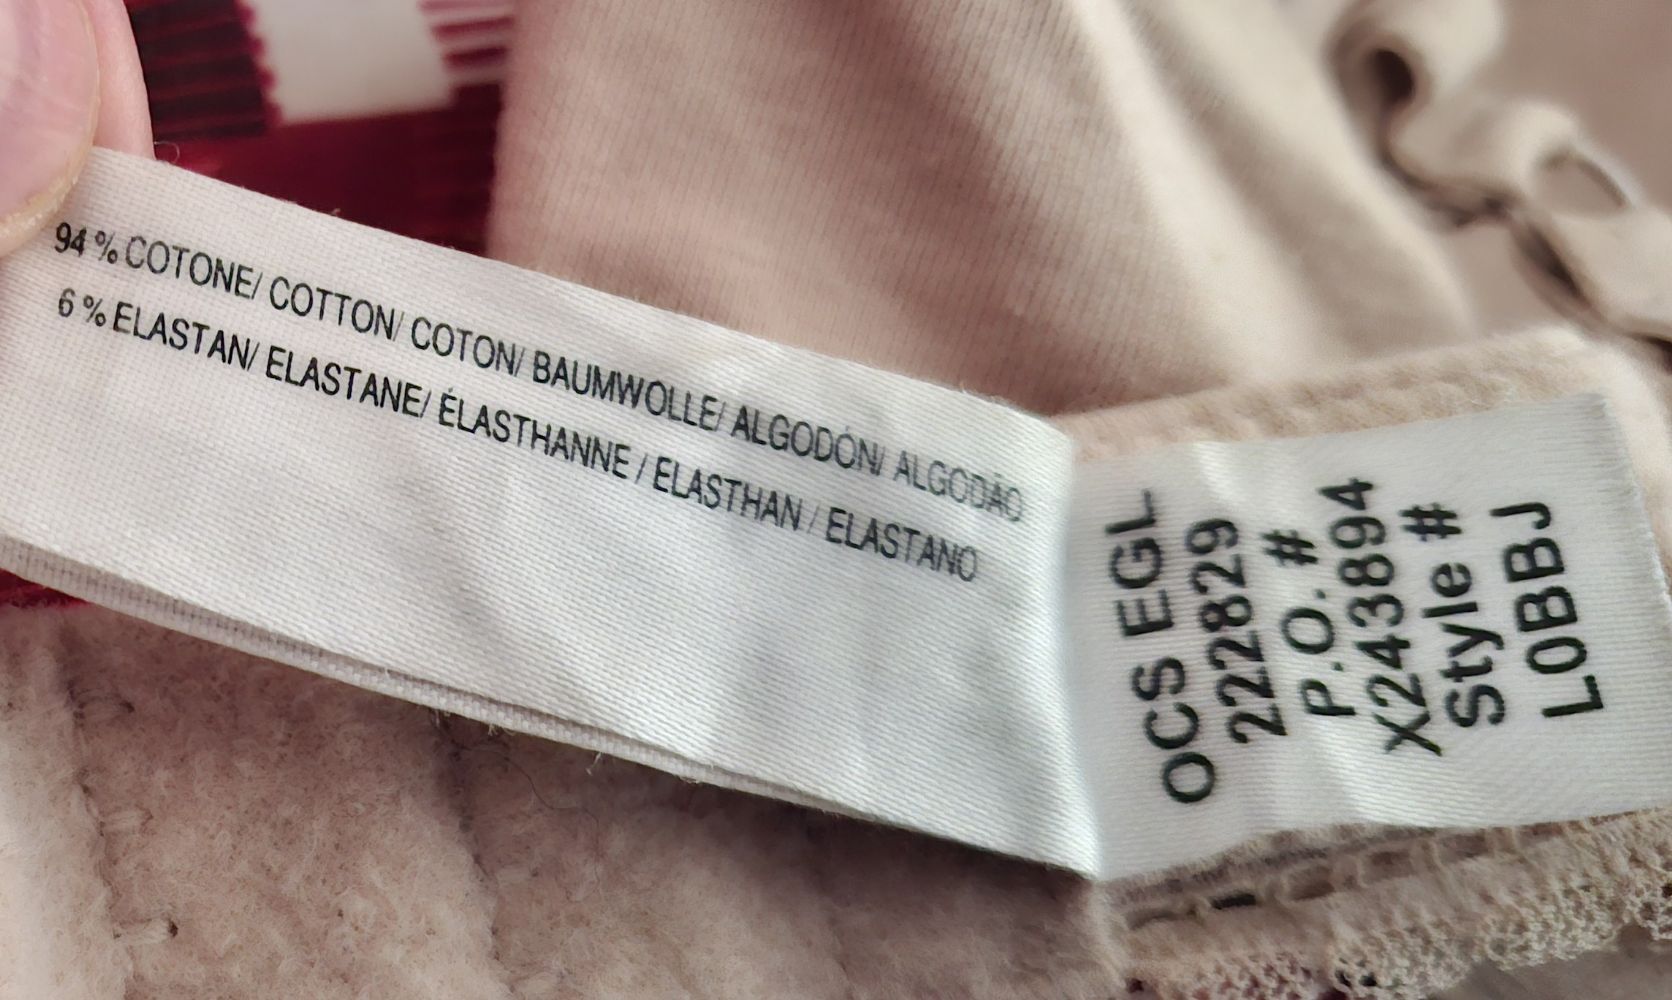 94 % COTONE/ COTTON/ COTON/ BAUMWOLLE/ ALGODÓN/ ALGODÃO
6 % ELASTAN/ ELASTANE/ ÉLASTHANNE / ELASTHAN / ELASTANO
OCS EGL
222829
P.O. #
X243894
Style #
L0BBJ